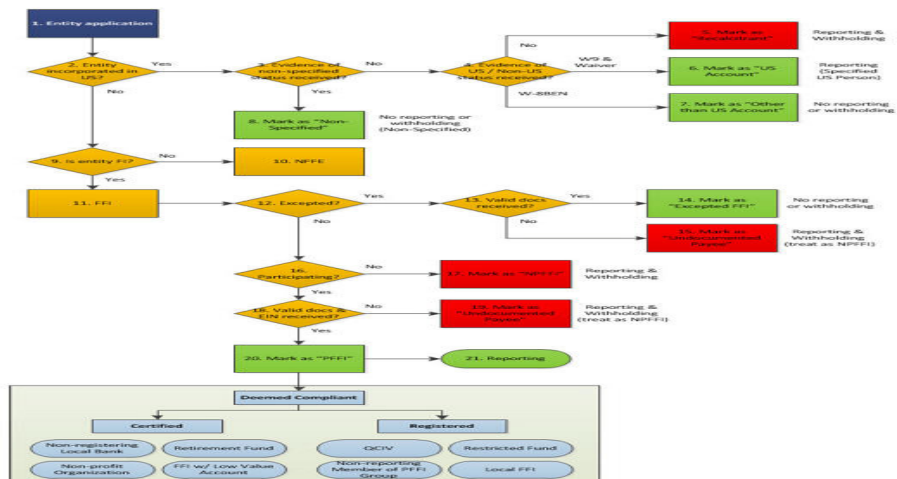 1. Entity application
2. Entity
incorporated in
US?
Yes
No
3. Evidence of
non-specified
status received?
No
Yes
4. Evidence of
US / Non-US
status received?
No
W9 &
Waiver
W-8BEN
5. Mark as
"Recalcitrant"
Reporting &
Withholding
6. Mark as "US
Account"
Reporting
(Specified
US Person)
7. Mark as "Other
than US Account"
No reporting
or withholding
8. Mark as "Non-
Specified"
No reporting or
withholding
(Non-Specified)
9. Is entity FI?
No
Yes
10. NFFE
11. FFI
12. Excepted?
Yes
No
13. Valid docs
received?
Yes
No
14. Mark as
"Excepted FFI"
No reporting
or withholding
15. Mark as
"Undocumented
Payee"
Reporting &
Withholding
(treat as NPFFI)
16.
Participating?
No
Yes
17. Mark as "NPFFI"
Reporting &
Withholding
18. Valid docs &
EIN received?
No
Yes
19. Mark as
"Undocumented
Payee"
Reporting &
Withholding
(treat as NPFFI)
20. Mark as "PFFI"
21. Reporting
Deemed Compliant
Certified
Registered
Non-registering
Local Bank
Retirement Fund
QCIV
Restricted Fund
Non-profit
Organization
FFI w/ Low Value
Account
Non-reporting
Member of PFFI
Group
Local FFI